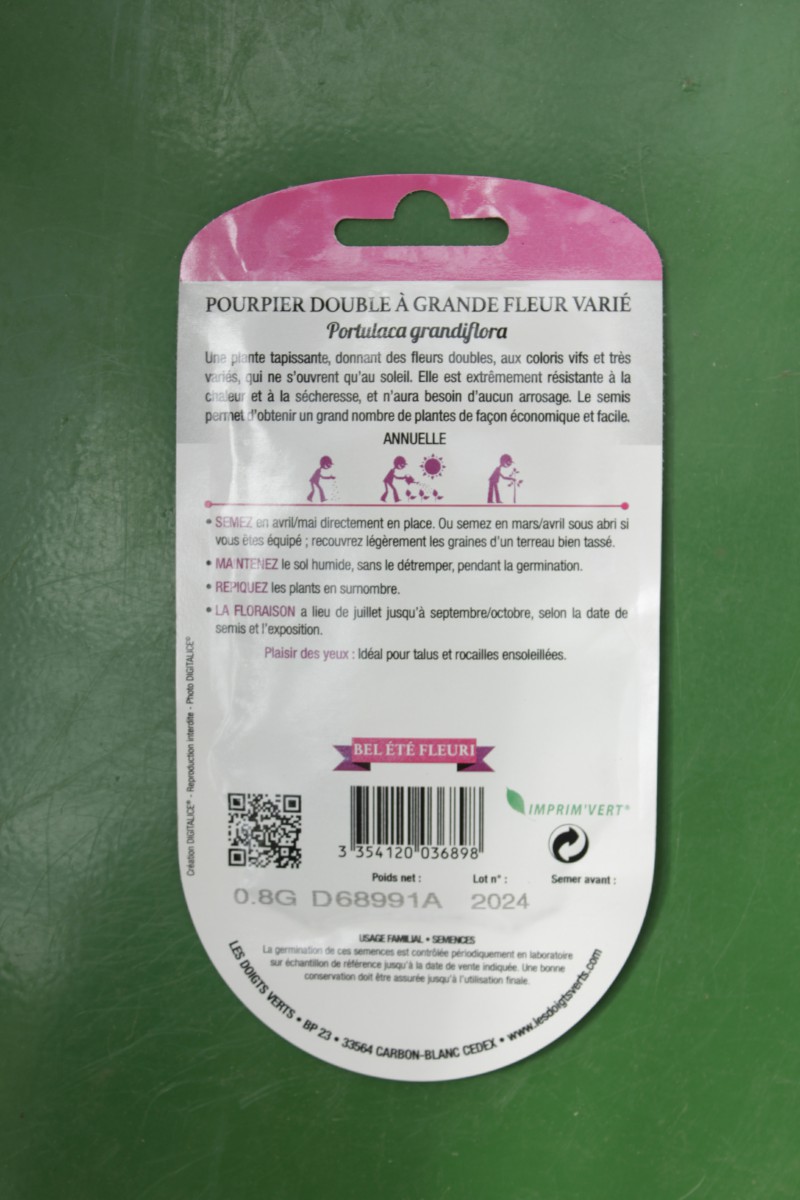 POURPIER DOUBLE À GRANDE FLEUR VARIÉ
Portulaca grandiflora
Une plante tapissante, donnant des fleurs doubles, aux coloris vifs et très
variés, qui ne s'ouvrent qu'au soleil. Elle est extrêmement résistante à la
chaleur et à la sécheresse, et n'aura besoin d'aucun arrosage. Le semis
permet d'obtenir un grand nombre de plantes de façon économique et facile.
ANNUELLE
• SEMEZ en avril/mai directement en place. Ou semez en mars/avril sous abri si
vous êtes équipé ; recouvrez légèrement les graines d'un terreau bien tassé.
• MAINTENEZ le sol humide, sans le détremper, pendant la germination.
• REPIQUEZ les plants en surnombre.
• LA FLORAISON a lieu de juillet jusqu'à septembre/octobre, selon la date de
semis et l'exposition.
Plaisir des yeux : Idéal pour talus et rocailles ensoleillées.
Création DIGITALICE® - Reproduction interdite - Photo DIGITALICE®
BEL ÉTÉ FLEURI
IMPRIM'VERT®
3 354120 036898
Poids net : Lot n° : Semer avant :
0.8G D68991A 2024
USAGE FAMILIAL • SEMENCES
La germination de ces semences est contrôlée périodiquement en laboratoire
sur échantillon de référence jusqu'à la date de vente indiquée. Une bonne
conservation doit être assurée jusqu'à l'utilisation finale.
LES DOIGTS VERTS • BP 23 • 33564 CARBON-BLANC CEDEX • www.lesdoigtsverts.com